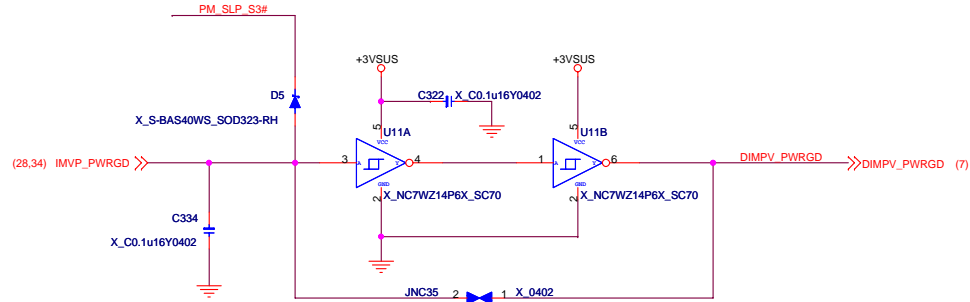 PM_SLP_S3#
+3VSUS
+3VSUS
D5
C322
X_C0.1u16Y0402
X_S-BAS40WS_SOD323-RH
5
U11A
5
U11B
VCC
VCC
(28,34)
IMVP_PWRGD
3
A
Y
4
1
A
Y
6
DIMPV_PWRGD
DIMPV_PWRGD
(7)
GND
GND
2
X_NC7WZ14P6X_SC70
2
X_NC7WZ14P6X_SC70
C334
X_C0.1u16Y0402
JNC35
2
1
X_0402